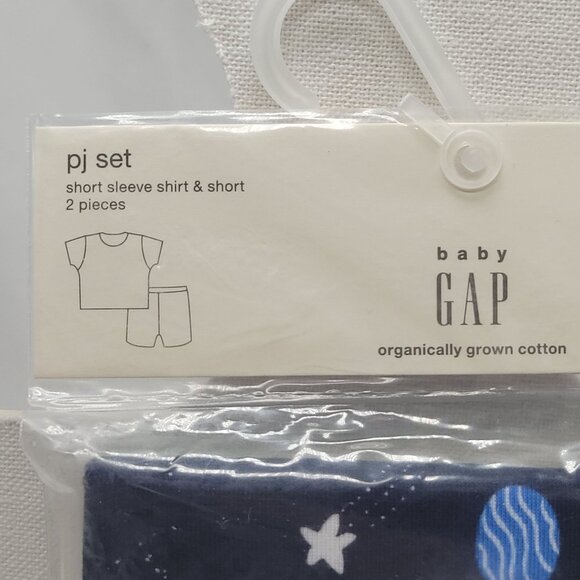 pj set
short sleeve shirt & short
2 pieces
baby
GAP
organically grown cotton